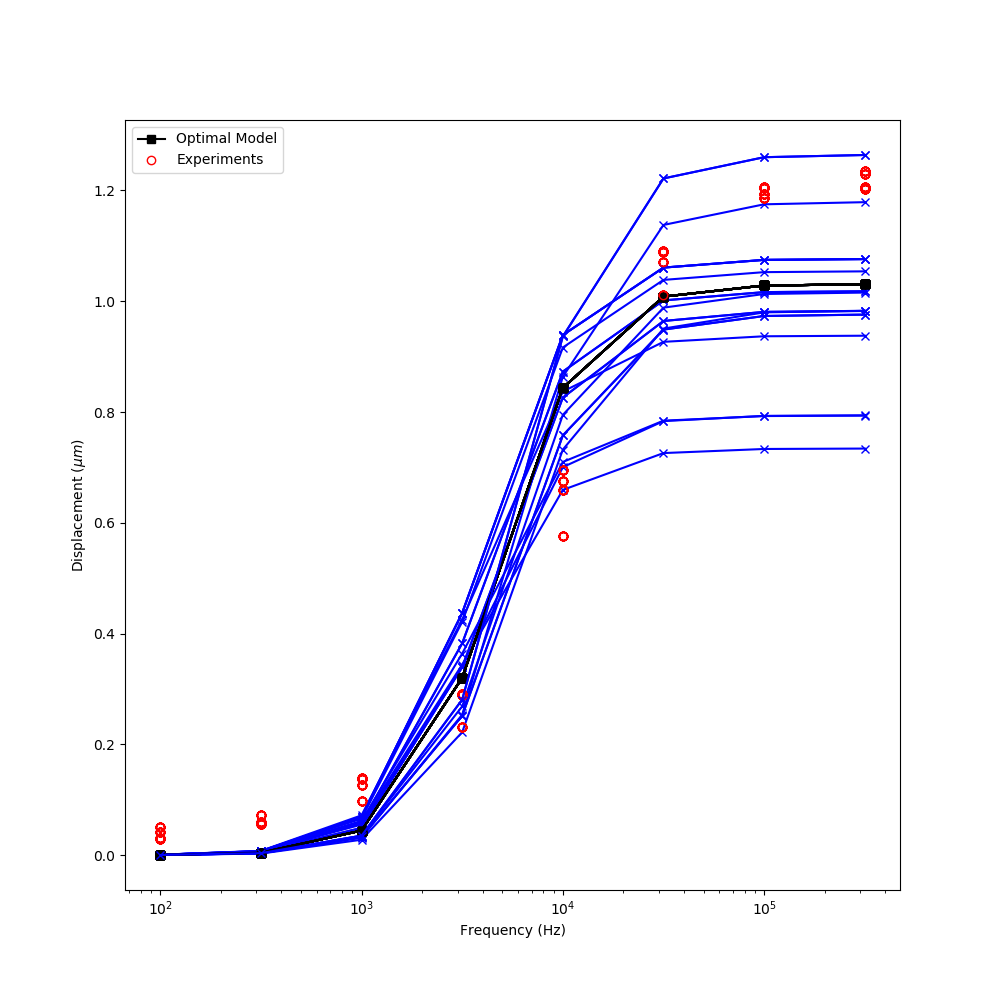 Optimal Model
Experiments
1.2
1.0
0.8
0.6
0.4
0.2
0.0
Displacement (μm)
10² 10³ 10⁴ 10⁵
Frequency (Hz)